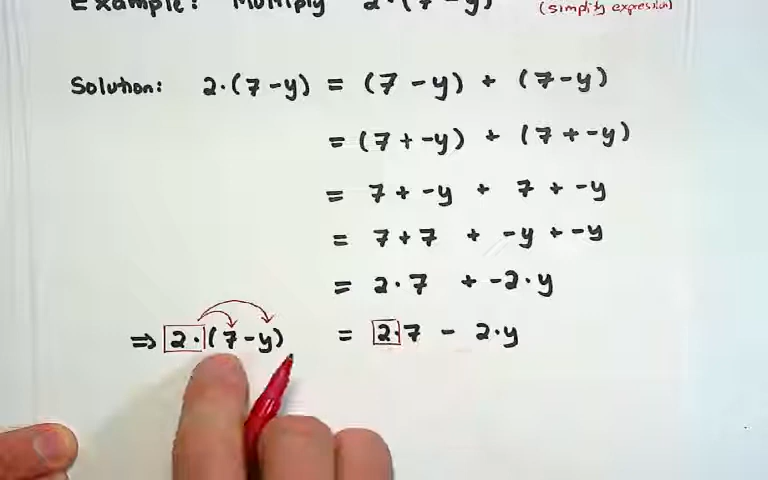 Example: Multiply 2·(7-y) (simplify expression)
Solution: 2·(7-y) = (7-y) + (7-y)
= (7+-y) + (7+-y)
= 7+-y + 7+-y
= 7+7 + -y+-y
= 2·7 + -2·y
⇒ 2·(7-y) = 2·7 - 2·y